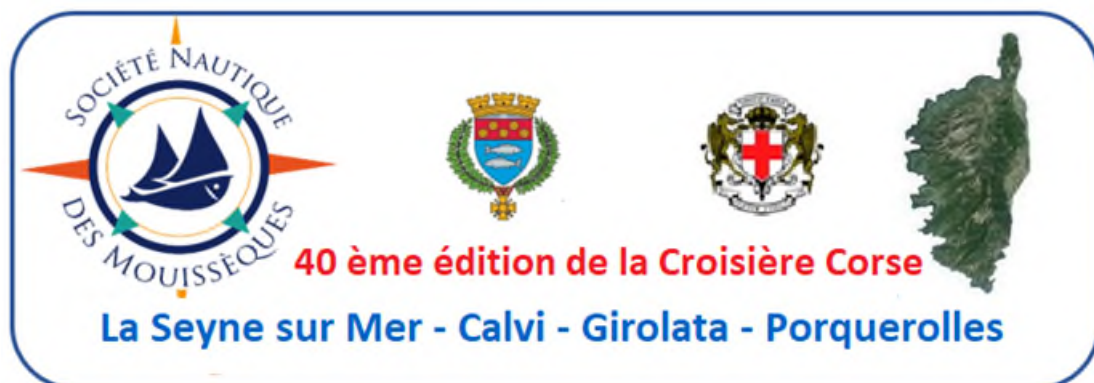 SOCIÉTÉ NAUTIQUE
DES MOUISSÈQUES
40 ème édition de la Croisière Corse
La Seyne sur Mer - Calvi - Girolata - Porquerolles